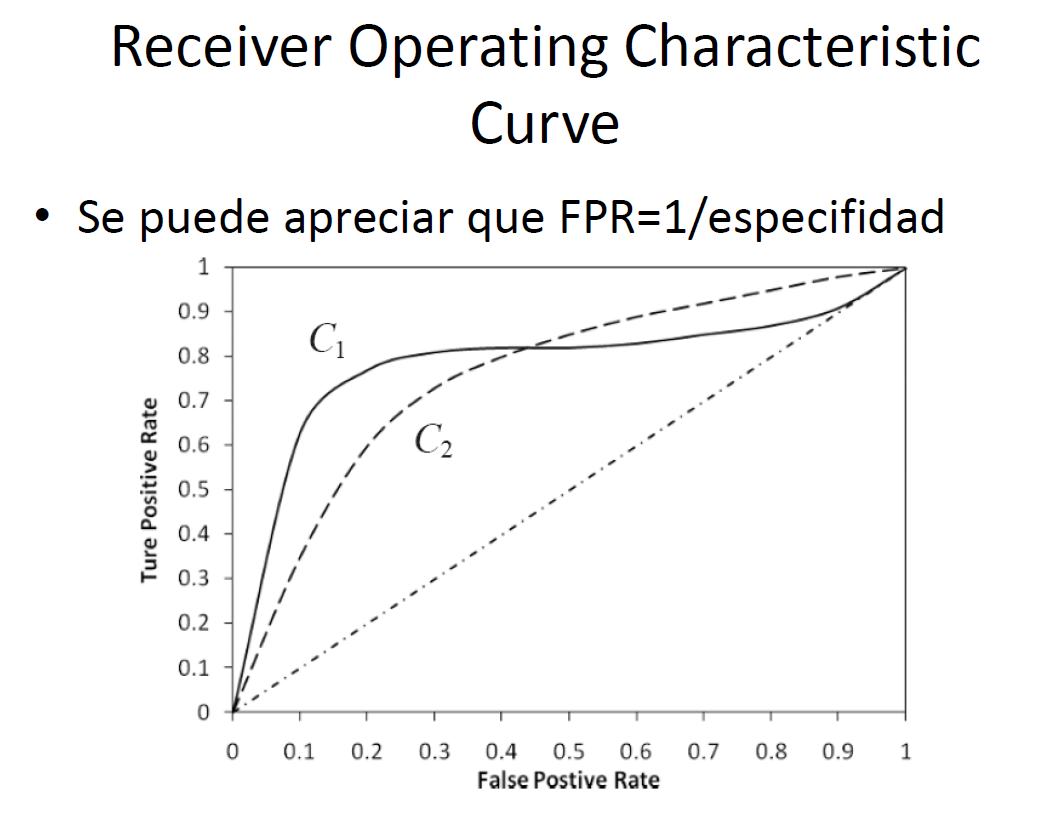 Receiver Operating Characteristic
Curve
• Se puede apreciar que FPR=1/especifidad
1
0.9
0.8
0.7
0.6
0.5
0.4
0.3
0.2
0.1
0
Ture Positive Rate
C1
C2
0 0.1 0.2 0.3 0.4 0.5 0.6 0.7 0.8 0.9 1
False Postive Rate